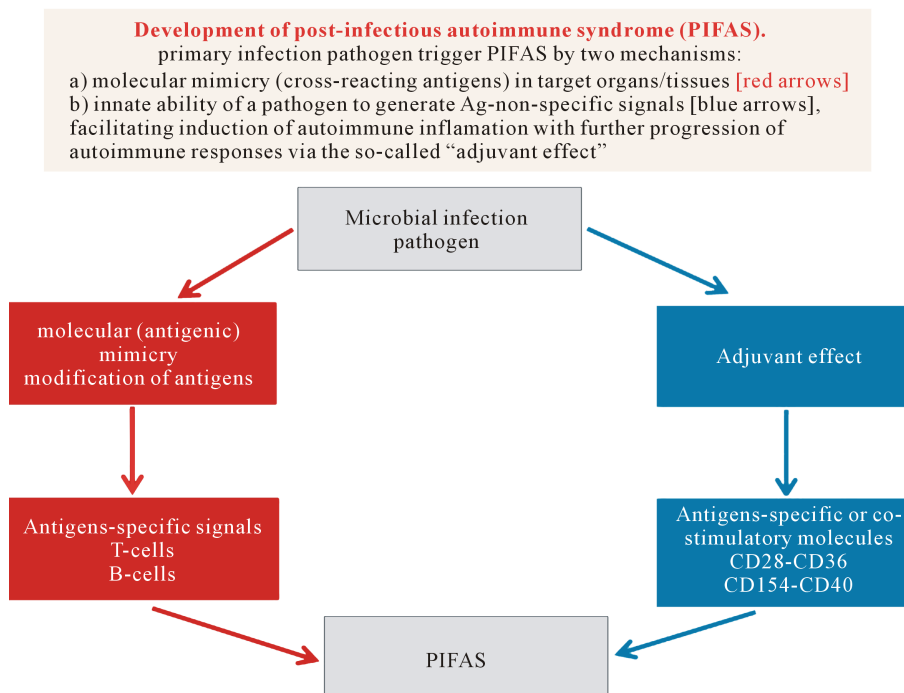 Development of post-infectious autoimmune syndrome (PIFAS).
primary infection pathogen trigger PIFAS by two mechanisms:
a) molecular mimicry (cross-reacting antigens) in target organs/tissues [red arrows]
b) innate ability of a pathogen to generate Ag-non-specific signals [blue arrows],
facilitating induction of autoimmune inflamation with further progression of
autoimmune responses via the so-called “adjuvant effect”
Microbial infection
pathogen
molecular (antigenic)
mimicry
modification of antigens
Adjuvant effect
Antigens-specific signals
T-cells
B-cells
Antigens-specific or co-
stimulatory molecules
CD28-CD36
CD154-CD40
PIFAS